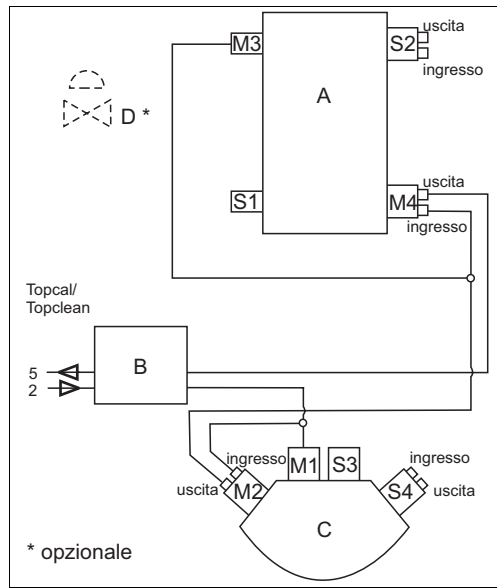 uscita
M3
S2
ingresso
A
D *
uscita
S1
M4
ingresso
Topcal/
Topclean
B
5
2
ingresso
M1
S3
ingresso
uscita
M2
S4
uscita
C
* opzionale